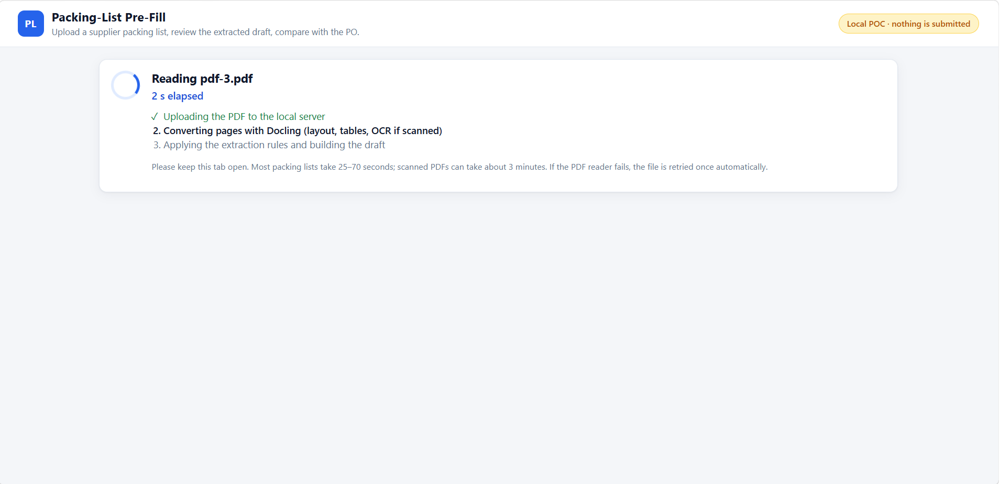 PL
Packing-List Pre-Fill
Upload a supplier packing list, review the extracted draft, compare with the PO.
Local POC · nothing is submitted
Reading pdf-3.pdf
2 s elapsed
✓ Uploading the PDF to the local server
2. Converting pages with Docling (layout, tables, OCR if scanned)
3. Applying the extraction rules and building the draft
Please keep this tab open. Most packing lists take 25–70 seconds; scanned PDFs can take about 3 minutes. If the PDF reader fails, the file is retried once automatically.